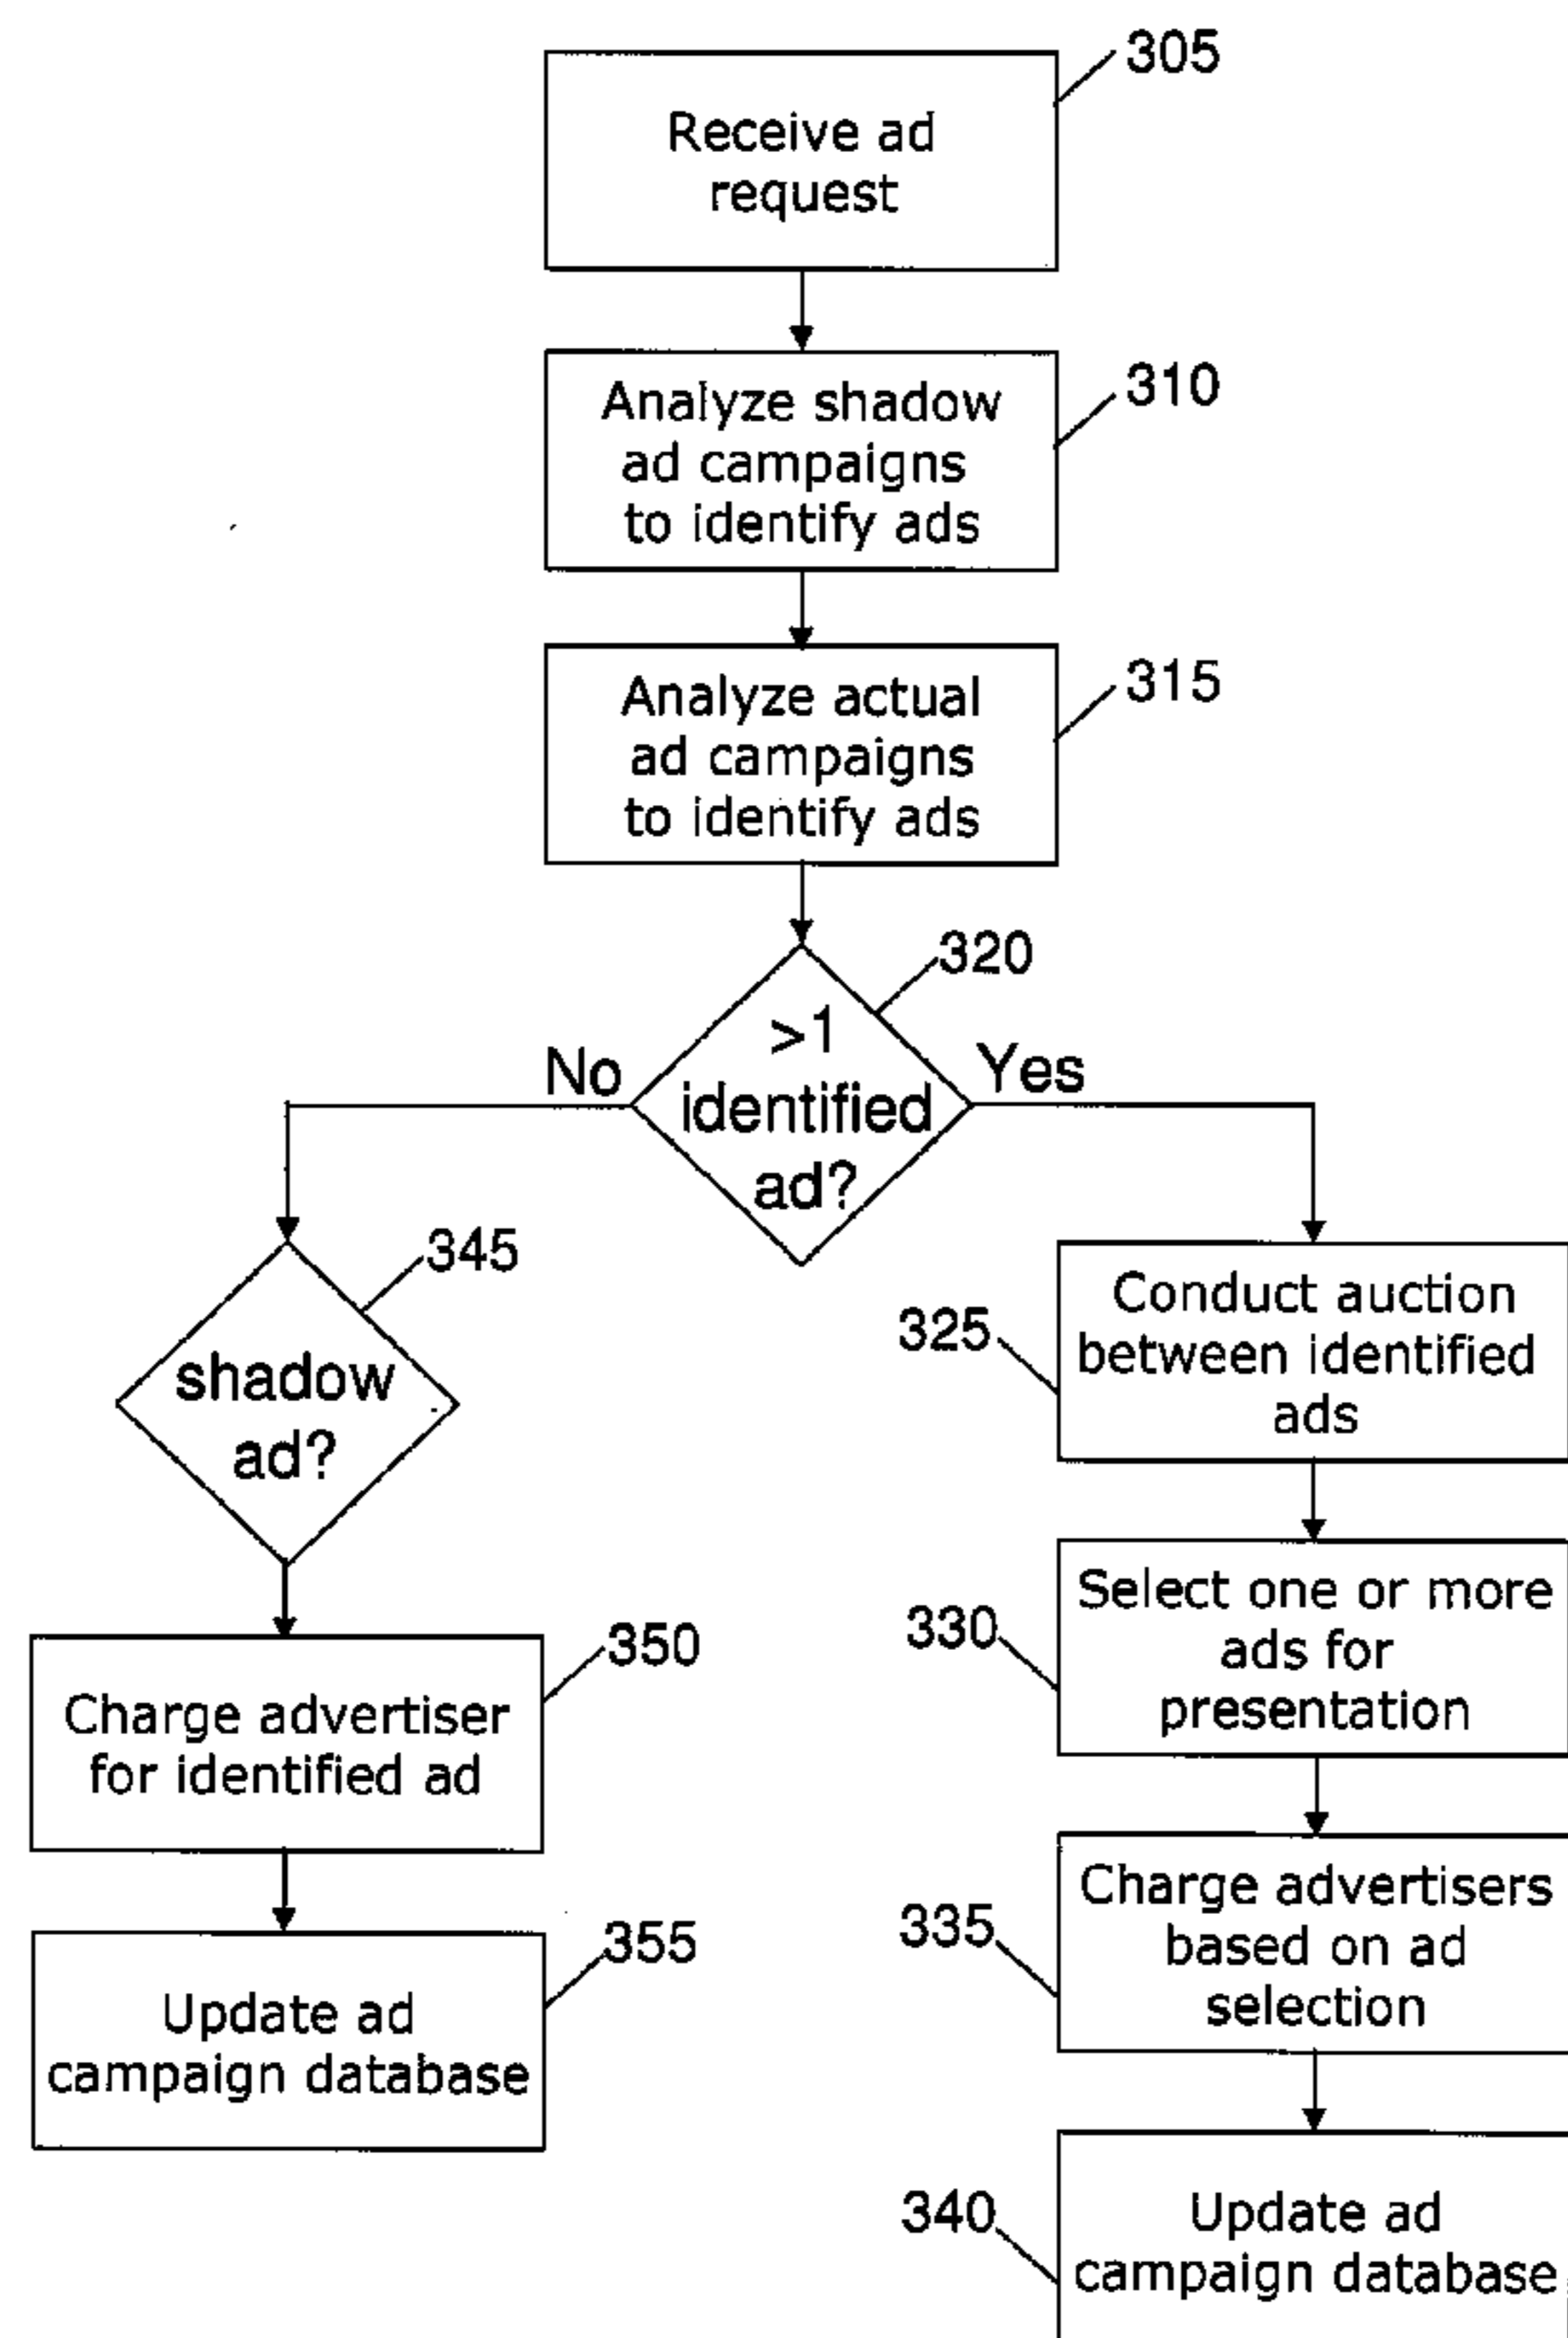 305
Receive ad
request
310
Analyze shadow
ad campaigns
to identify ads
315
Analyze actual
ad campaigns
to identify ads
320
>1
identified
ad?
No
Yes
345
shadow
ad?
350
Charge advertiser
for identified ad
355
Update ad
campaign database
325
Conduct auction
between identified
ads
330
Select one or more
ads for
presentation
335
Charge advertisers
based on ad
selection
340
Update ad
campaign database